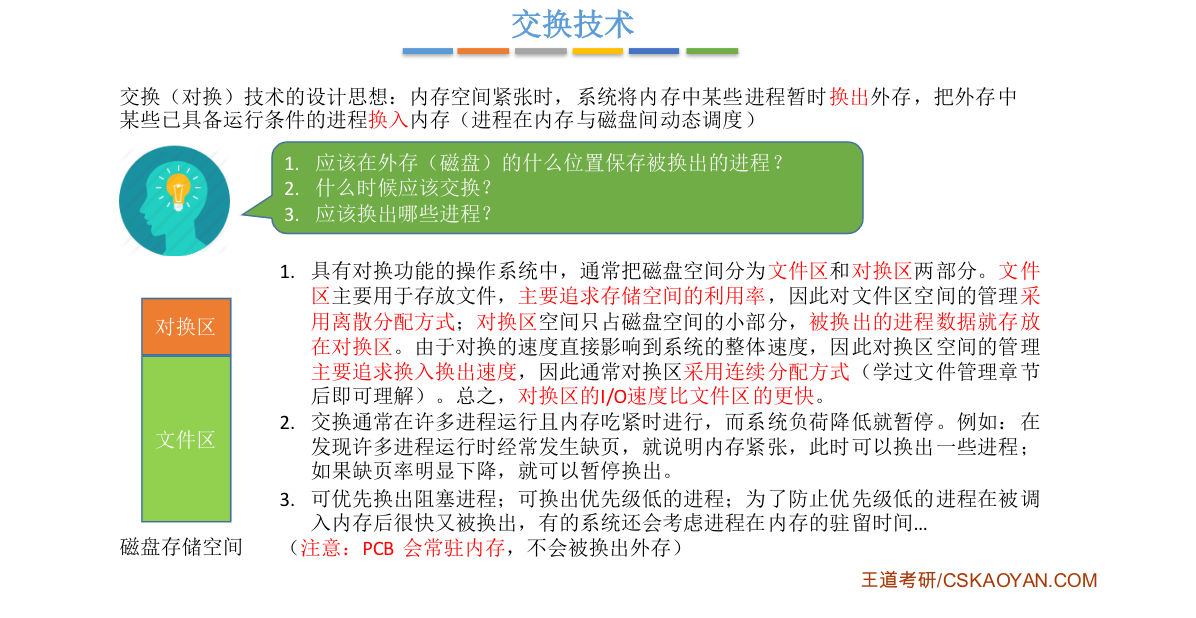 交换技术
交换（对换）技术的设计思想：内存空间紧张时，系统将内存中某些进程暂时换出外存，把外存中
某些已具备运行条件的进程换入内存（进程在内存与磁盘间动态调度）
1. 应该在外存（磁盘）的什么位置保存被换出的进程？
2. 什么时候应该交换？
3. 应该换出哪些进程？
1. 具有对换功能的操作系统中，通常把磁盘空间分为文件区和对换区两部分。文件
区主要用于存放文件，主要追求存储空间的利用率，因此对文件区空间的管理采
用离散分配方式；对换区空间只占磁盘空间的小部分，被换出的进程数据就存放
在对换区。由于对换的速度直接影响到系统的整体速度，因此对换区空间的管理
主要追求换入换出速度，因此通常对换区采用连续分配方式（学过文件管理章节
后即可理解）。总之，对换区的I/O速度比文件区的更快。
2. 交换通常在许多进程运行且内存吃紧时进行，而系统负荷降低就暂停。例如：在
发现许多进程运行时经常发生缺页，就说明内存紧张，此时可以换出一些进程；
如果缺页率明显下降，就可以暂停换出。
3. 可优先换出阻塞进程；可换出优先级低的进程；为了防止优先级低的进程在被调
入内存后很快又被换出，有的系统还会考虑进程在内存的驻留时间…
（注意：PCB 会常驻内存，不会被换出外存）
对换区
文件区
磁盘存储空间
王道考研/CSKAOYAN.COM